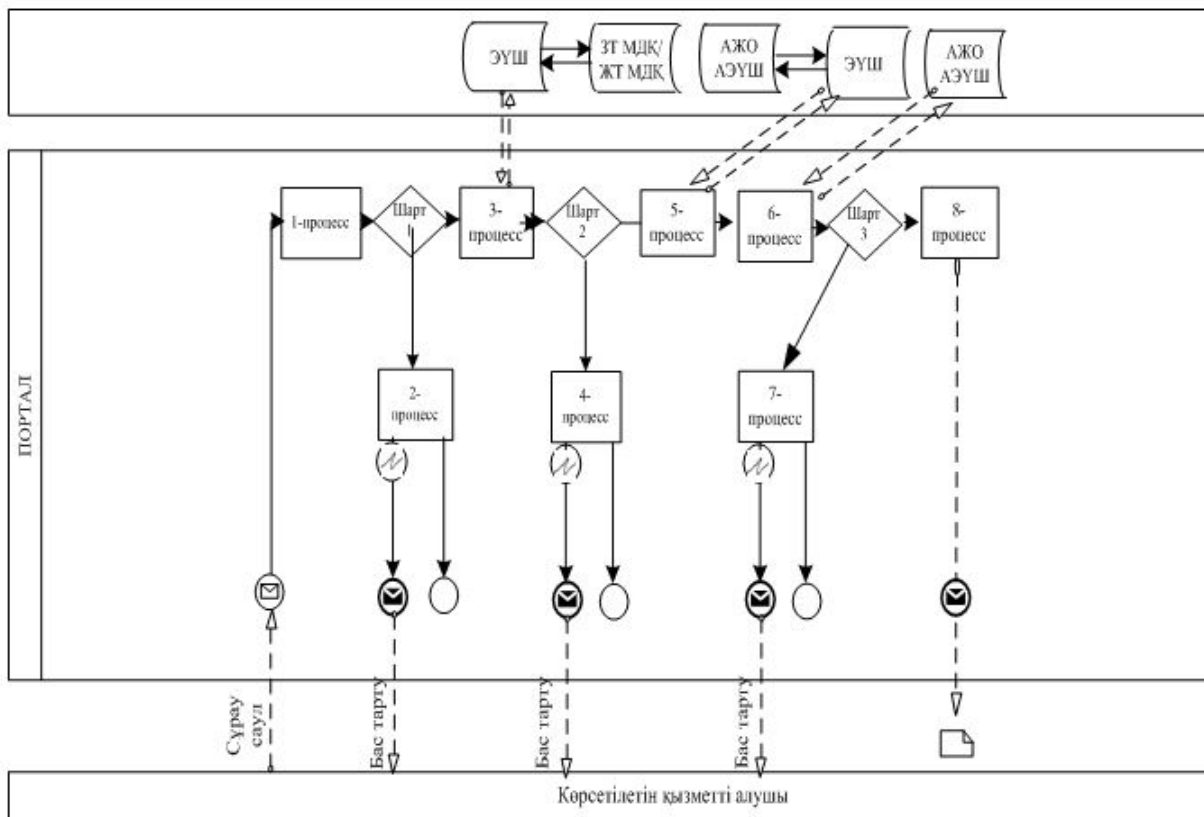 ЭҮШ
ЗТ МДҚ/
ЖТ МДҚ
АЖО
АЭҮШ
ЭҮШ
АЖО
АЭҮШ
ПОРТАЛ
1-процесс
Шарт
1
3-
процесс
Шарт
2
5-
процесс
6-
процесс
Шарт
3
8-
процесс
2-
процесс
4-
процесс
7-
процесс
Сұрау
саул
Бас тарту
Бас тарту
Бас тарту
Көрсетілетін қызметті алушы